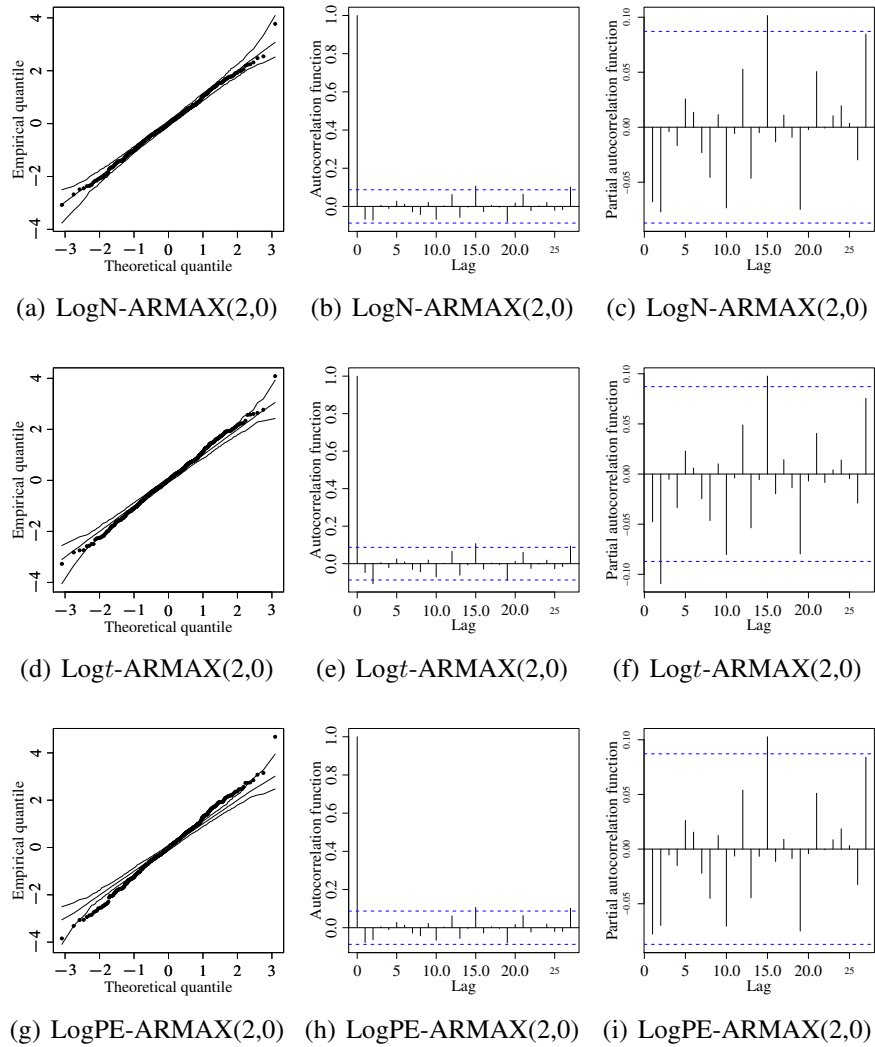 Empirical quantile
4
2
0
−2
−4
−3 −2 −1 0 1 2 3
Theoretical quantile
(a) LogN-ARMAX(2,0)
Autocorrelation function
1.0
0.8
0.6
0.4
0.2
0.0
0 5 10.0 15.0 20.0 25
Lag
(b) LogN-ARMAX(2,0)
Partial autocorrelation function
0.10
0.05
0.00
−0.05
0 5 10.0 15.0 20.0 25
Lag
(c) LogN-ARMAX(2,0)
Empirical quantile
4
2
0
−2
−4
−3 −2 −1 0 1 2 3
Theoretical quantile
(d) Logt-ARMAX(2,0)
Autocorrelation function
1.0
0.8
0.6
0.4
0.2
0.0
0 5 10.0 15.0 20.0 25
Lag
(e) Logt-ARMAX(2,0)
Partial autocorrelation function
0.10
0.05
0.00
−0.05
−0.10
0 5 10.0 15.0 20.0 25
Lag
(f) Logt-ARMAX(2,0)
Empirical quantile
4
2
0
−2
−4
−3 −2 −1 0 1 2 3
Theoretical quantile
(g) LogPE-ARMAX(2,0)
Autocorrelation function
1.0
0.8
0.6
0.4
0.2
0.0
0 5 10.0 15.0 20.0 25
Lag
(h) LogPE-ARMAX(2,0)
Partial autocorrelation function
0.10
0.05
0.00
−0.05
0 5 10.0 15.0 20.0 25
Lag
(i) LogPE-ARMAX(2,0)